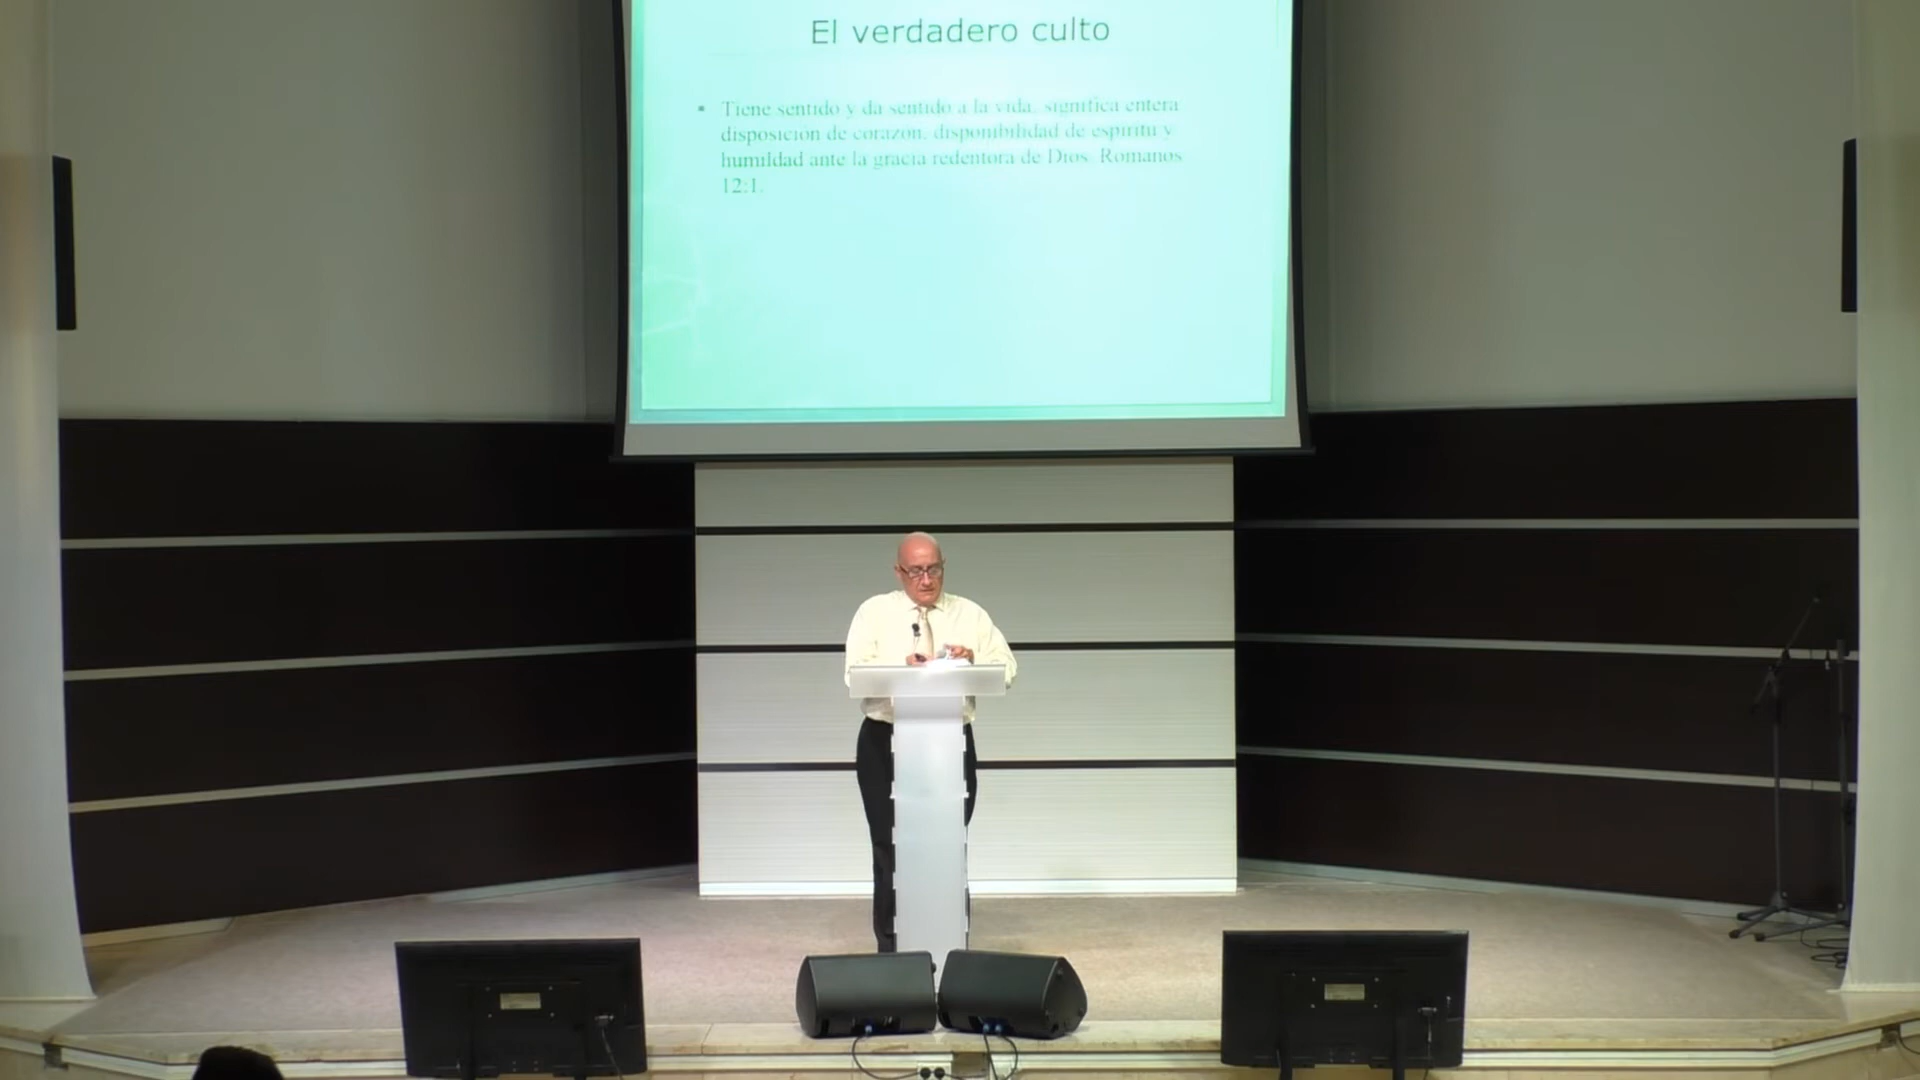 El verdadero culto
Tiene sentido y da sentido a la vida, significa entera
disposición de corazón, disponibilidad de espíritu y
humildad ante la gracia redentora de Dios. Romanos
12:1.